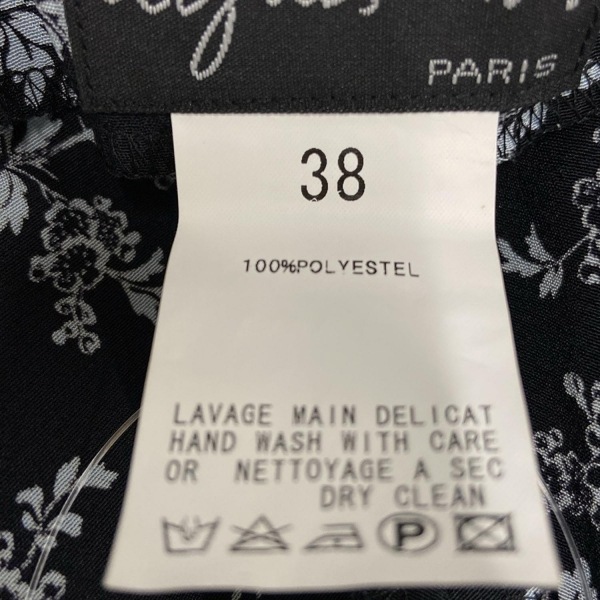 PARIS
38
100%POLYESTEL
LAVAGE MAIN DELICAT
HAND WASH WITH CARE
OR NETTOYAGE A SEC
DRY CLEAN
P